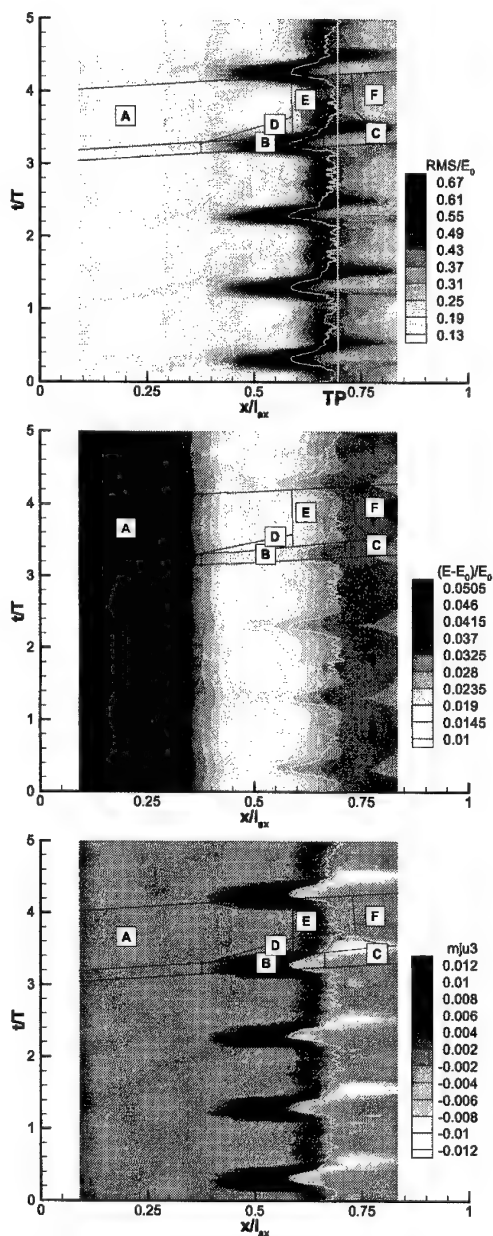 5
4
3
2
1
0
t/T
A
D
B
E
F
C
RMS/E₀
0.67
0.61
0.55
0.49
0.43
0.37
0.31
0.25
0.19
0.13
0
0.25
0.5
TP
0.75
1
x/lax
5
4
3
2
1
0
t/T
A
E
D
B
F
C
(E-E₀)/E₀
0.0505
0.046
0.0415
0.037
0.0325
0.028
0.0235
0.019
0.0145
0.01
0
0.25
0.5
0.75
1
x/lax
5
4
3
2
1
0
t/T
A
E
D
B
F
C
mju3
0.012
0.01
0.008
0.006
0.004
0.002
-0.002
-0.004
-0.006
-0.008
-0.01
-0.012
0
0.25
0.5
0.75
1
x/lax